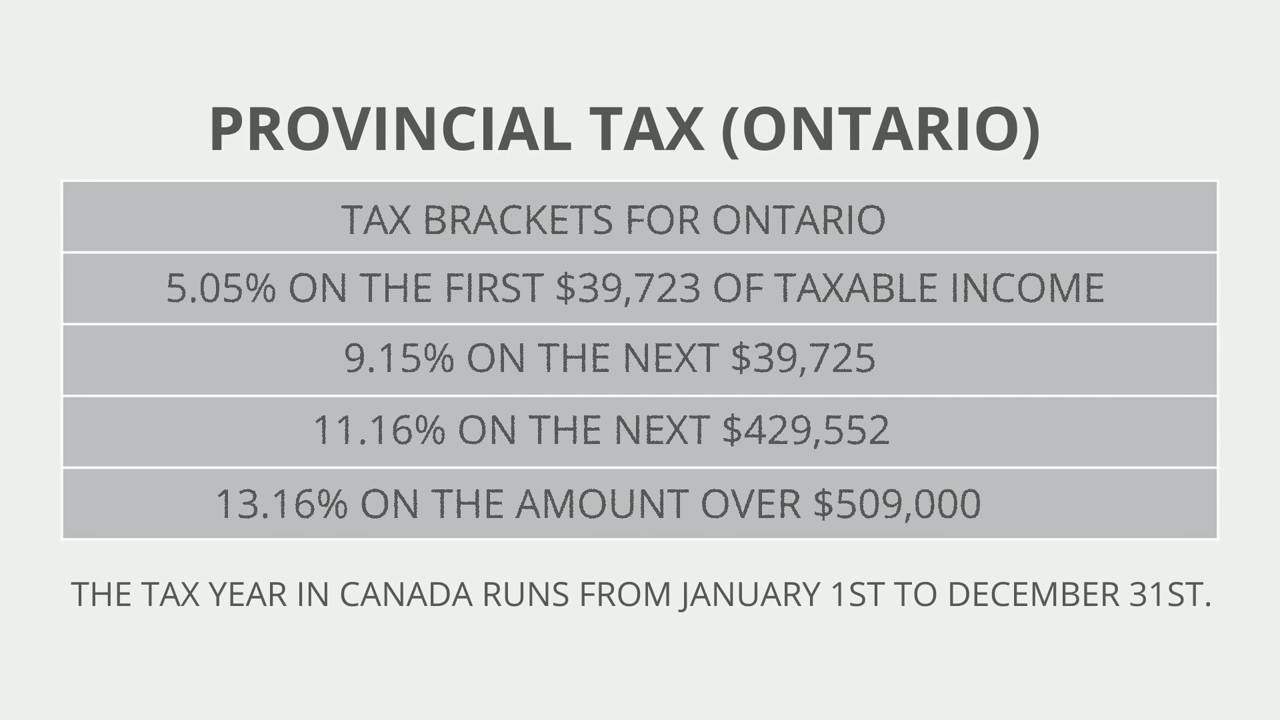 PROVINCIAL TAX (ONTARIO)
TAX BRACKETS FOR ONTARIO
5.05% ON THE FIRST $39,723 OF TAXABLE INCOME
9.15% ON THE NEXT $39,725
11.16% ON THE NEXT $429,552
13.16% ON THE AMOUNT OVER $509,000
THE TAX YEAR IN CANADA RUNS FROM JANUARY 1ST TO DECEMBER 31ST.